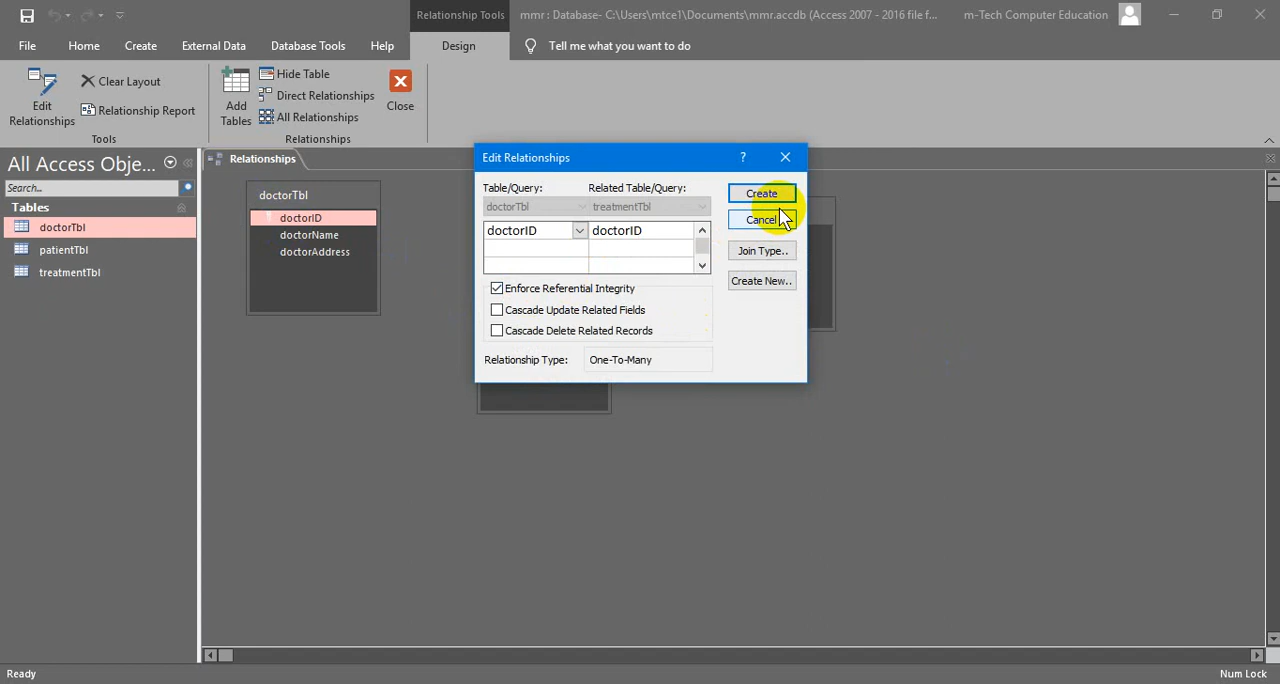 Relationship Tools
mmr : Database- C:\Users\mtce1\Documents\mmr.accdb (Access 2007 - 2016 file f...
m-Tech Computer Education
File
Home
Create
External Data
Database Tools
Help
Design
Tell me what you want to do
Edit
Relationships
Clear Layout
Relationship Report
Tools
Add
Tables
Hide Table
Direct Relationships
All Relationships
Close
Relationships
All Access Obje...
Search...
Tables
doctorTbl
patientTbl
treatmentTbl
Relationships
doctorTbl
doctorID
doctorName
doctorAddress
Edit Relationships
?
Table/Query:
Related Table/Query:
doctorTbl
treatmentTbl
doctorID
doctorID
Enforce Referential Integrity
Cascade Update Related Fields
Cascade Delete Related Records
Relationship Type:
One-To-Many
Create
Cancel
Join Type..
Create New..
Ready
Num Lock